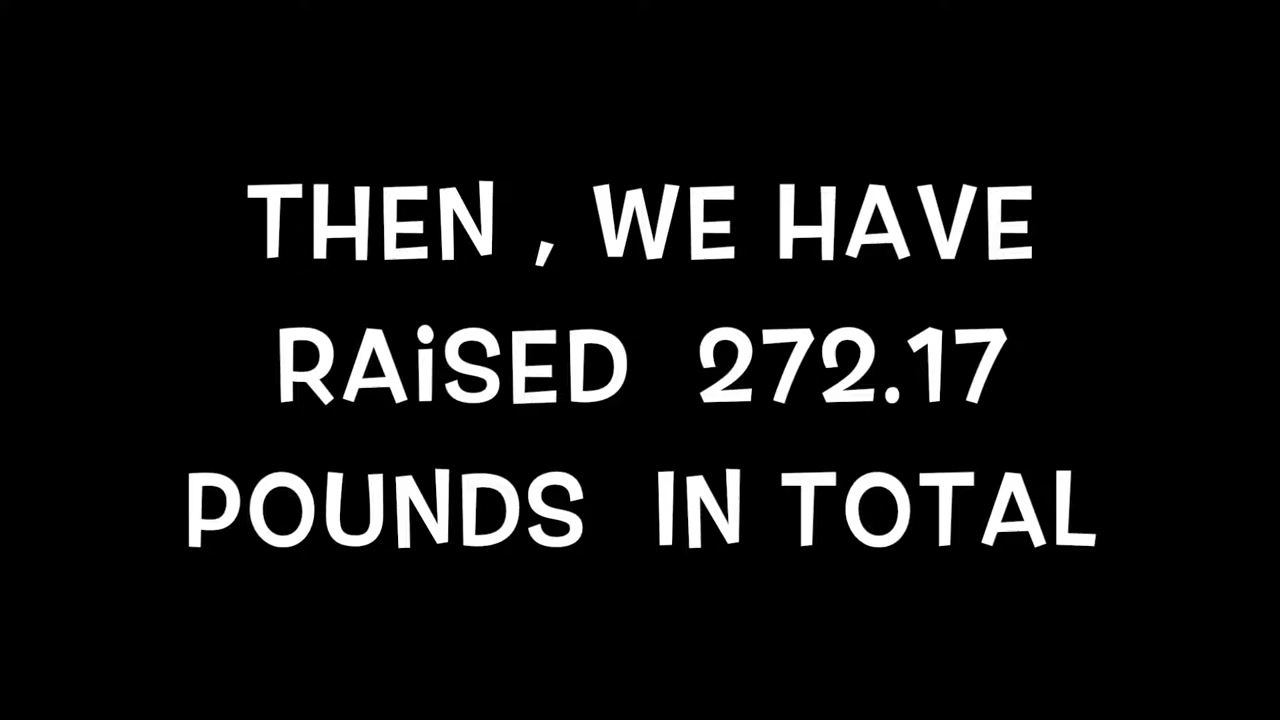 THEN , WE HAVE
RAiSED 272.17
POUNDS IN TOTAL